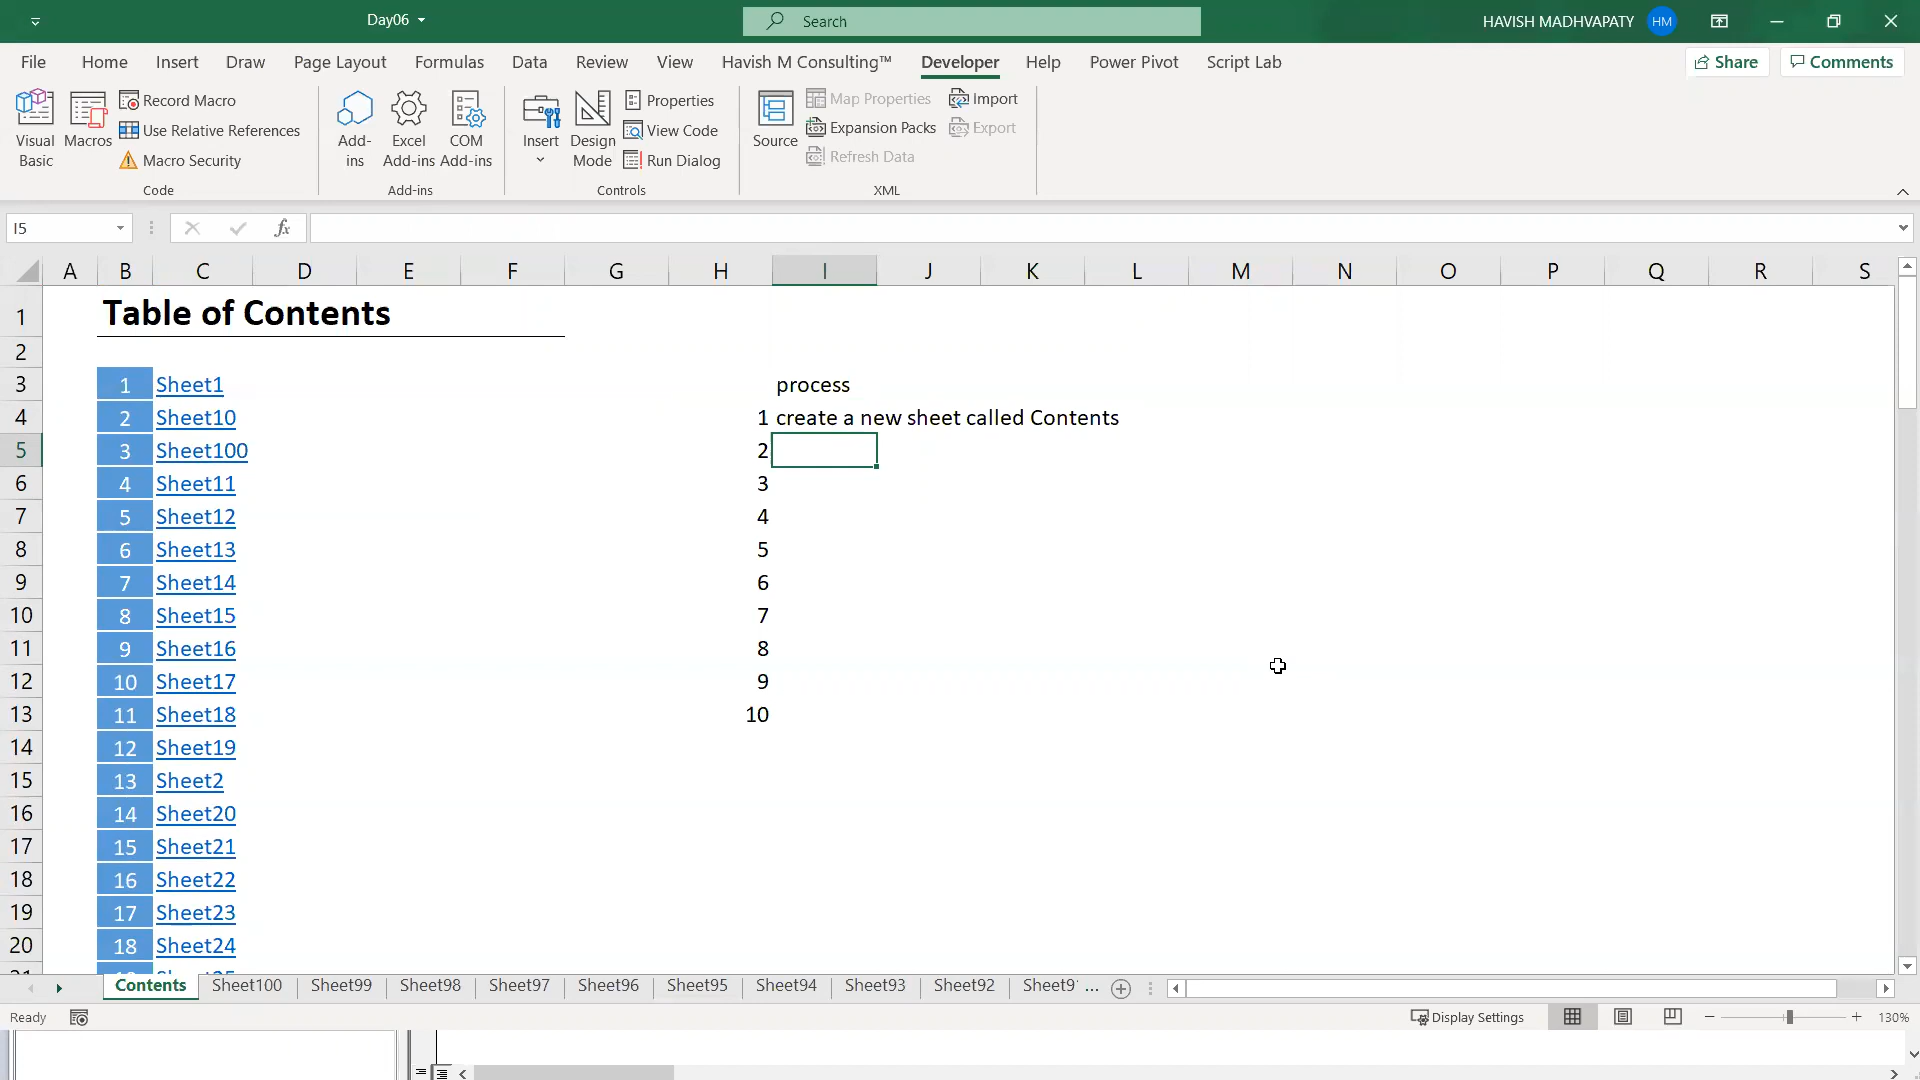 Day06
Search
HAVISH MADHVAPATY HM
File Home Insert Draw Page Layout Formulas Data Review View Havish M Consulting™ Developer Help Power Pivot Script Lab Share Comments
Visual Basic
Macros
Record Macro
Use Relative References
Macro Security
Code
Add-ins
Excel Add-ins
COM Add-ins
Add-ins
Insert
Design Mode
Properties
View Code
Run Dialog
Controls
Source
Map Properties
Expansion Packs
Refresh Data
Import
Export
XML
I5
fx
A B C D E F G H I J K L M N O P Q R S
1 Table of Contents
2
3 1 Sheet1 process
4 2 Sheet10 1 create a new sheet called Contents
5 3 Sheet100 2
6 4 Sheet11 3
7 5 Sheet12 4
8 6 Sheet13 5
9 7 Sheet14 6
10 8 Sheet15 7
11 9 Sheet16 8
12 10 Sheet17 9
13 11 Sheet18 10
14 12 Sheet19
15 13 Sheet2
16 14 Sheet20
17 15 Sheet21
18 16 Sheet22
19 17 Sheet23
20 18 Sheet24
Contents Sheet100 Sheet99 Sheet98 Sheet97 Sheet96 Sheet95 Sheet94 Sheet93 Sheet92 Sheet9 ...
Ready Display Settings 130%